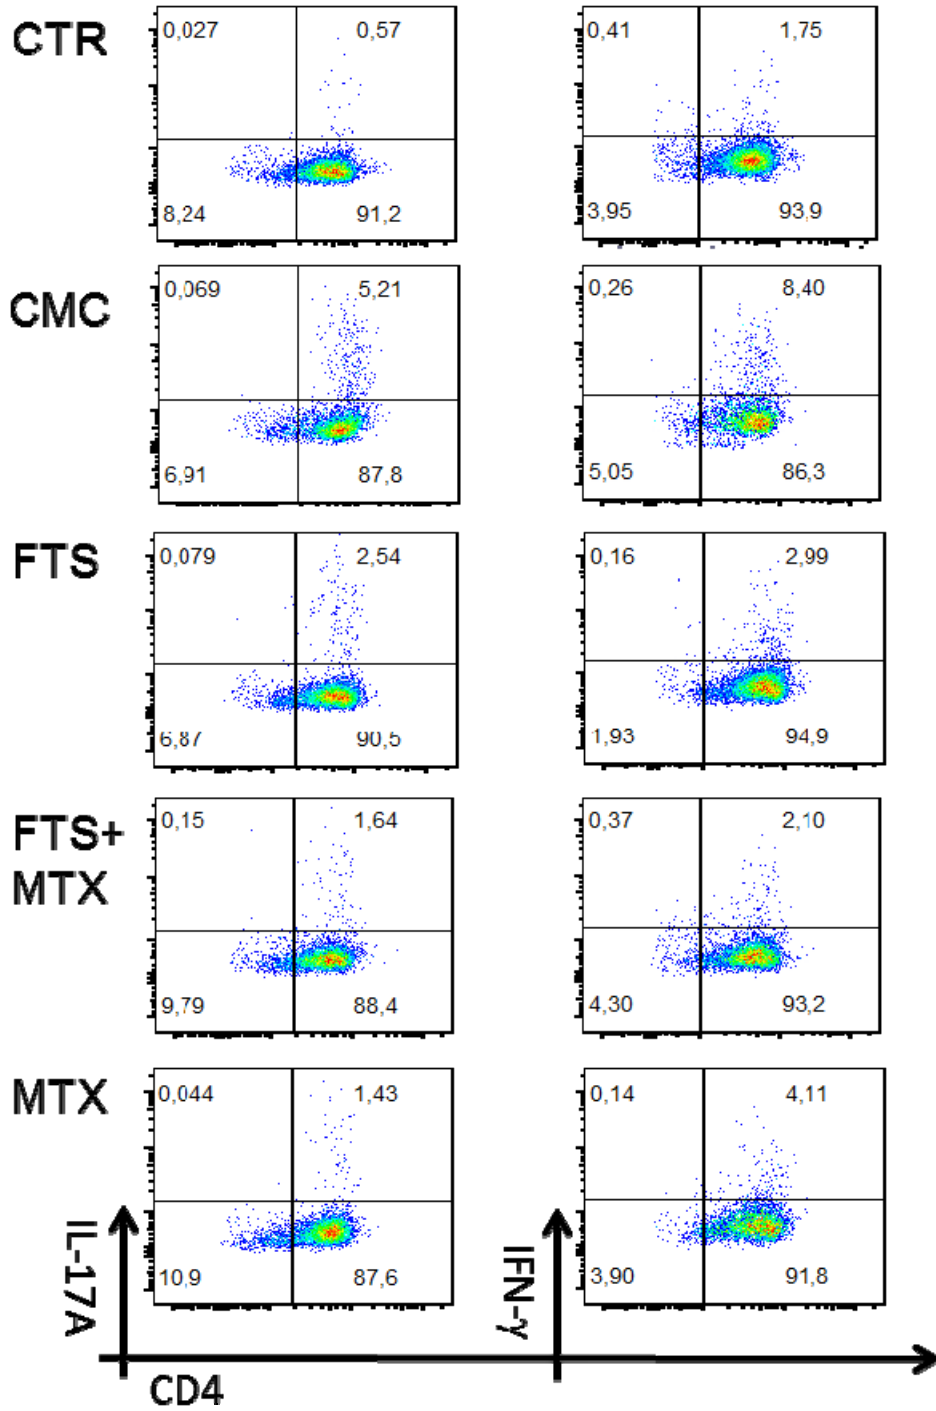 CTR
0,027 0,57
8,24 91,2
0,41 1,75
3,95 93,9
CMC
0,069 5,21
6,91 87,8
0,26 8,40
5,05 86,3
FTS
0,079 2,54
6,87 90,5
0,16 2,99
1,93 94,9
FTS+
MTX
0,15 1,64
9,79 88,4
0,37 2,10
4,30 93,2
MTX
0,044 1,43
10,9 87,6
0,14 4,11
3,90 91,8
IL-17A
IFN-γ
CD4